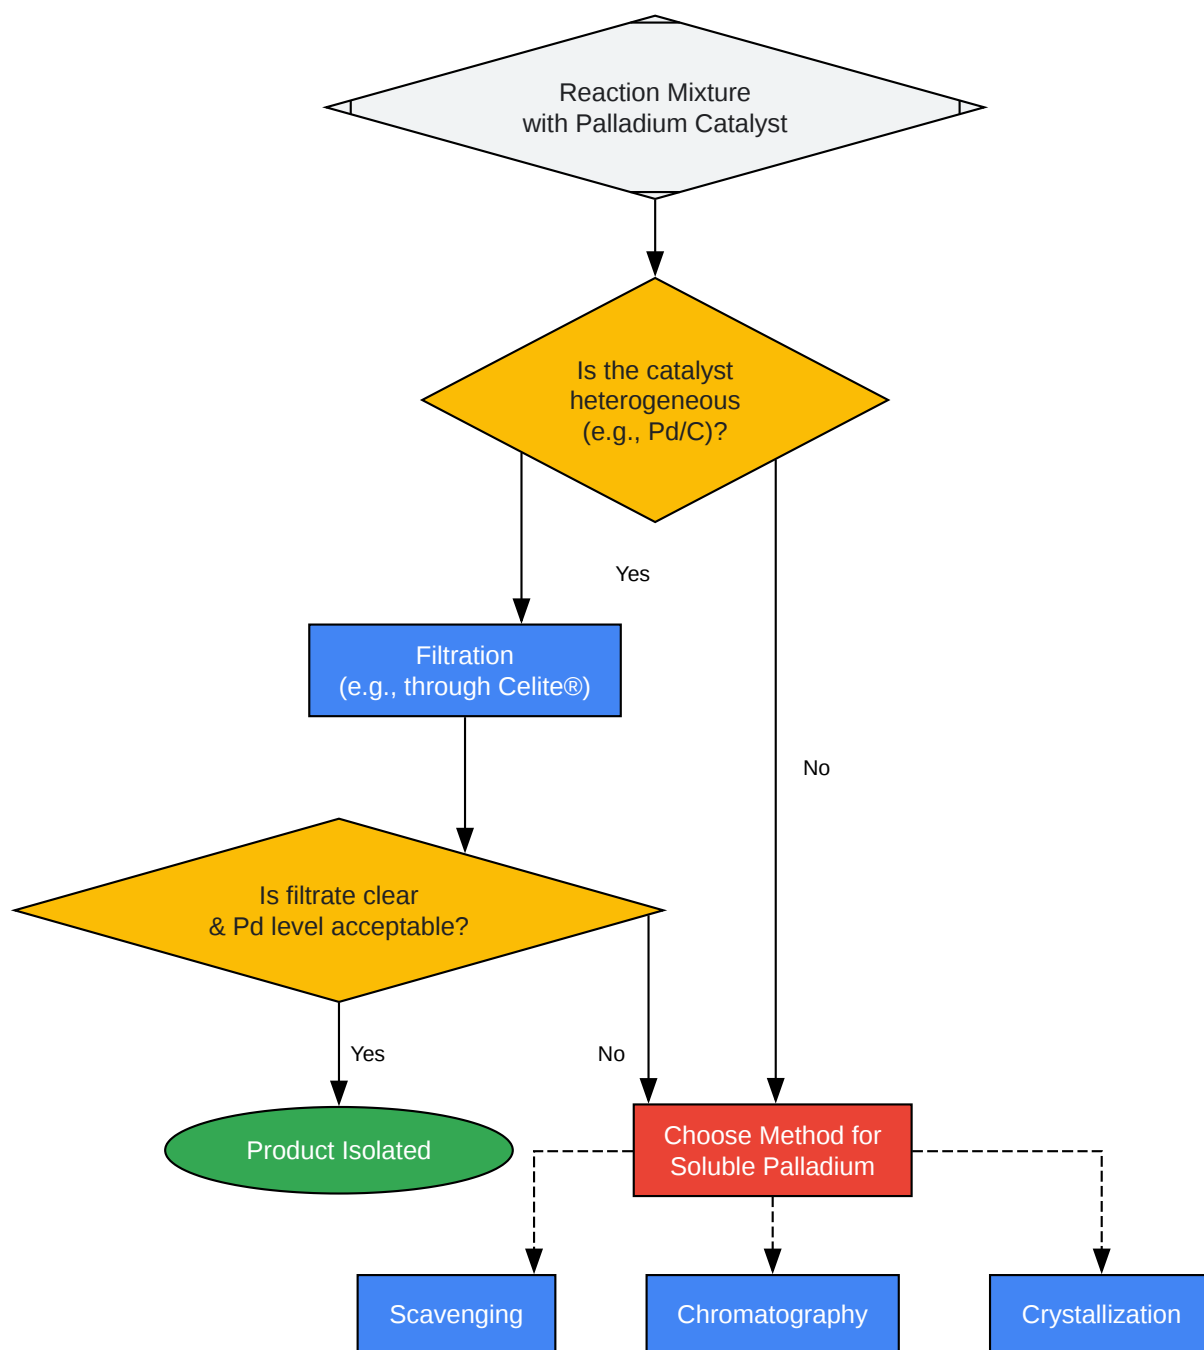 Reaction Mixture
with Palladium Catalyst
Is the catalyst
heterogeneous
(e.g., Pd/C)?
Yes
Filtration
(e.g., through Celite®)
No
Is filtrate clear
& Pd level acceptable?
Yes
No
Product Isolated
Choose Method for
Soluble Palladium
Scavenging
Chromatography
Crystallization